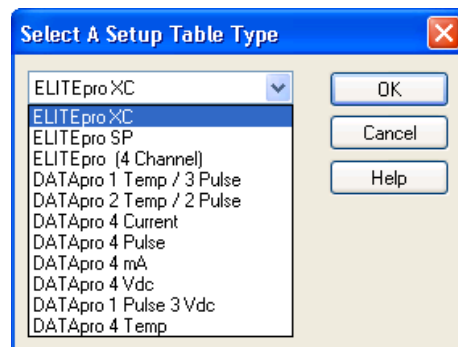 Select A Setup Table Type
ELITEpro XC
OK
ELITEpro XC
ELITEpro SP
Cancel
ELITEpro (4 Channel)
DATApro 1 Temp / 3 Pulse
Help
DATApro 2 Temp / 2 Pulse
DATApro 4 Current
DATApro 4 Pulse
DATApro 4 mA
DATApro 4 Vdc
DATApro 1 Pulse 3 Vdc
DATApro 4 Temp